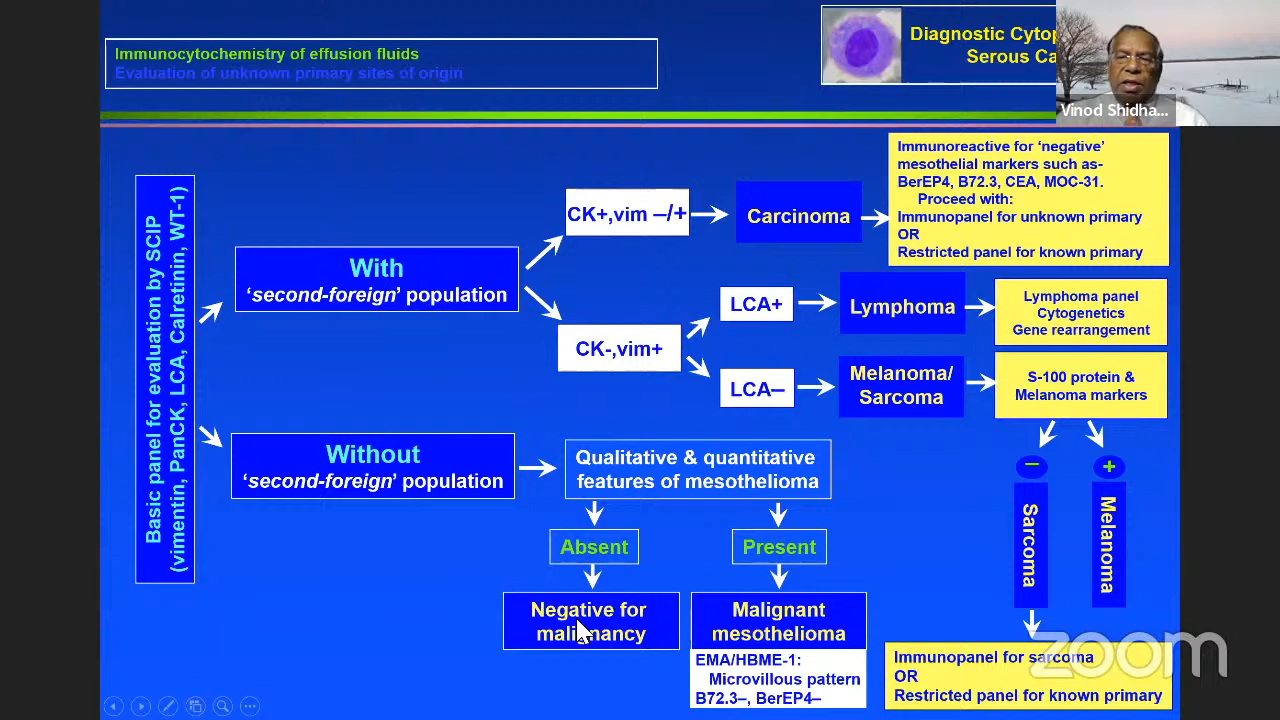 Immunocytochemistry of effusion fluids
Evaluation of unknown primary sites of origin
Diagnostic
Serous
Vinod Shidha...
Basic panel for evaluation by SCIP
(vimentin, PanCK, LCA, Calretinin, WT-1)
With
‘second-foreign’ population
CK+,vim –/+
Carcinoma
Immunoreactive for ‘negative’
mesothelial markers such as-
BerEP4, B72.3, CEA, MOC-31.
Proceed with:
Immunopanel for unknown primary
OR
Restricted panel for known primary
CK-,vim+
LCA+
Lymphoma
Lymphoma panel
Cytogenetics
Gene rearrangement
LCA–
Melanoma/
Sarcoma
S-100 protein &
Melanoma markers
–
+
Sarcoma
Melanoma
Immunopanel for sarcoma
OR
Restricted panel for known primary
Without
‘second-foreign’ population
Qualitative & quantitative
features of mesothelioma
Absent
Present
Negative for
malignancy
Malignant
mesothelioma
EMA/HBME-1:
Microvillous pattern
B72.3–, BerEP4–
zoom